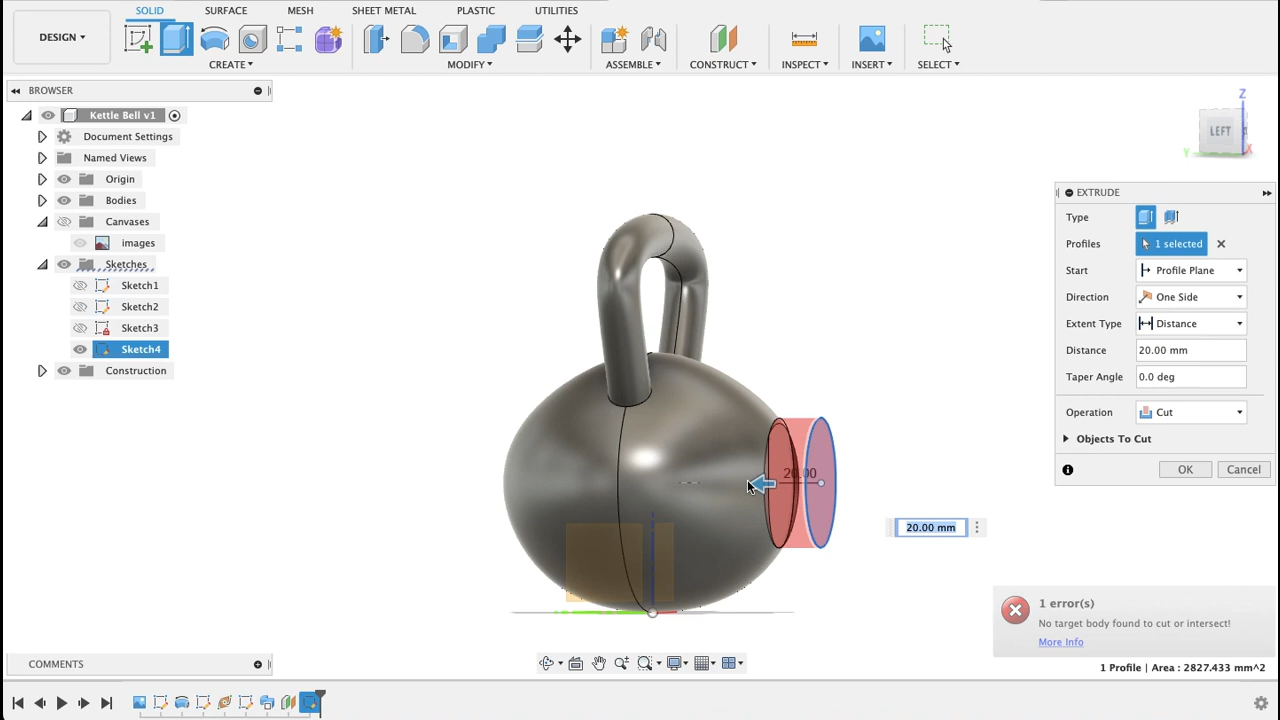 SOLID SURFACE MESH SHEET METAL PLASTIC UTILITIES
DESIGN
CREATE MODIFY ASSEMBLE CONSTRUCT INSPECT INSERT SELECT
BROWSER
Kettle Bell v1
Document Settings
Named Views
Origin
Bodies
Canvases
images
Sketches
Sketch1
Sketch2
Sketch3
Sketch4
Construction
Z
LEFT
Y
X
EXTRUDE
Type
Profiles 1 selected
Start Profile Plane
Direction One Side
Extent Type Distance
Distance 20.00 mm
Taper Angle 0.0 deg
Operation Cut
Objects To Cut
OK Cancel
20.00
20.00 mm
1 error(s)
No target body found to cut or intersect!
More Info
COMMENTS
1 Profile | Area : 2827.433 mm^2